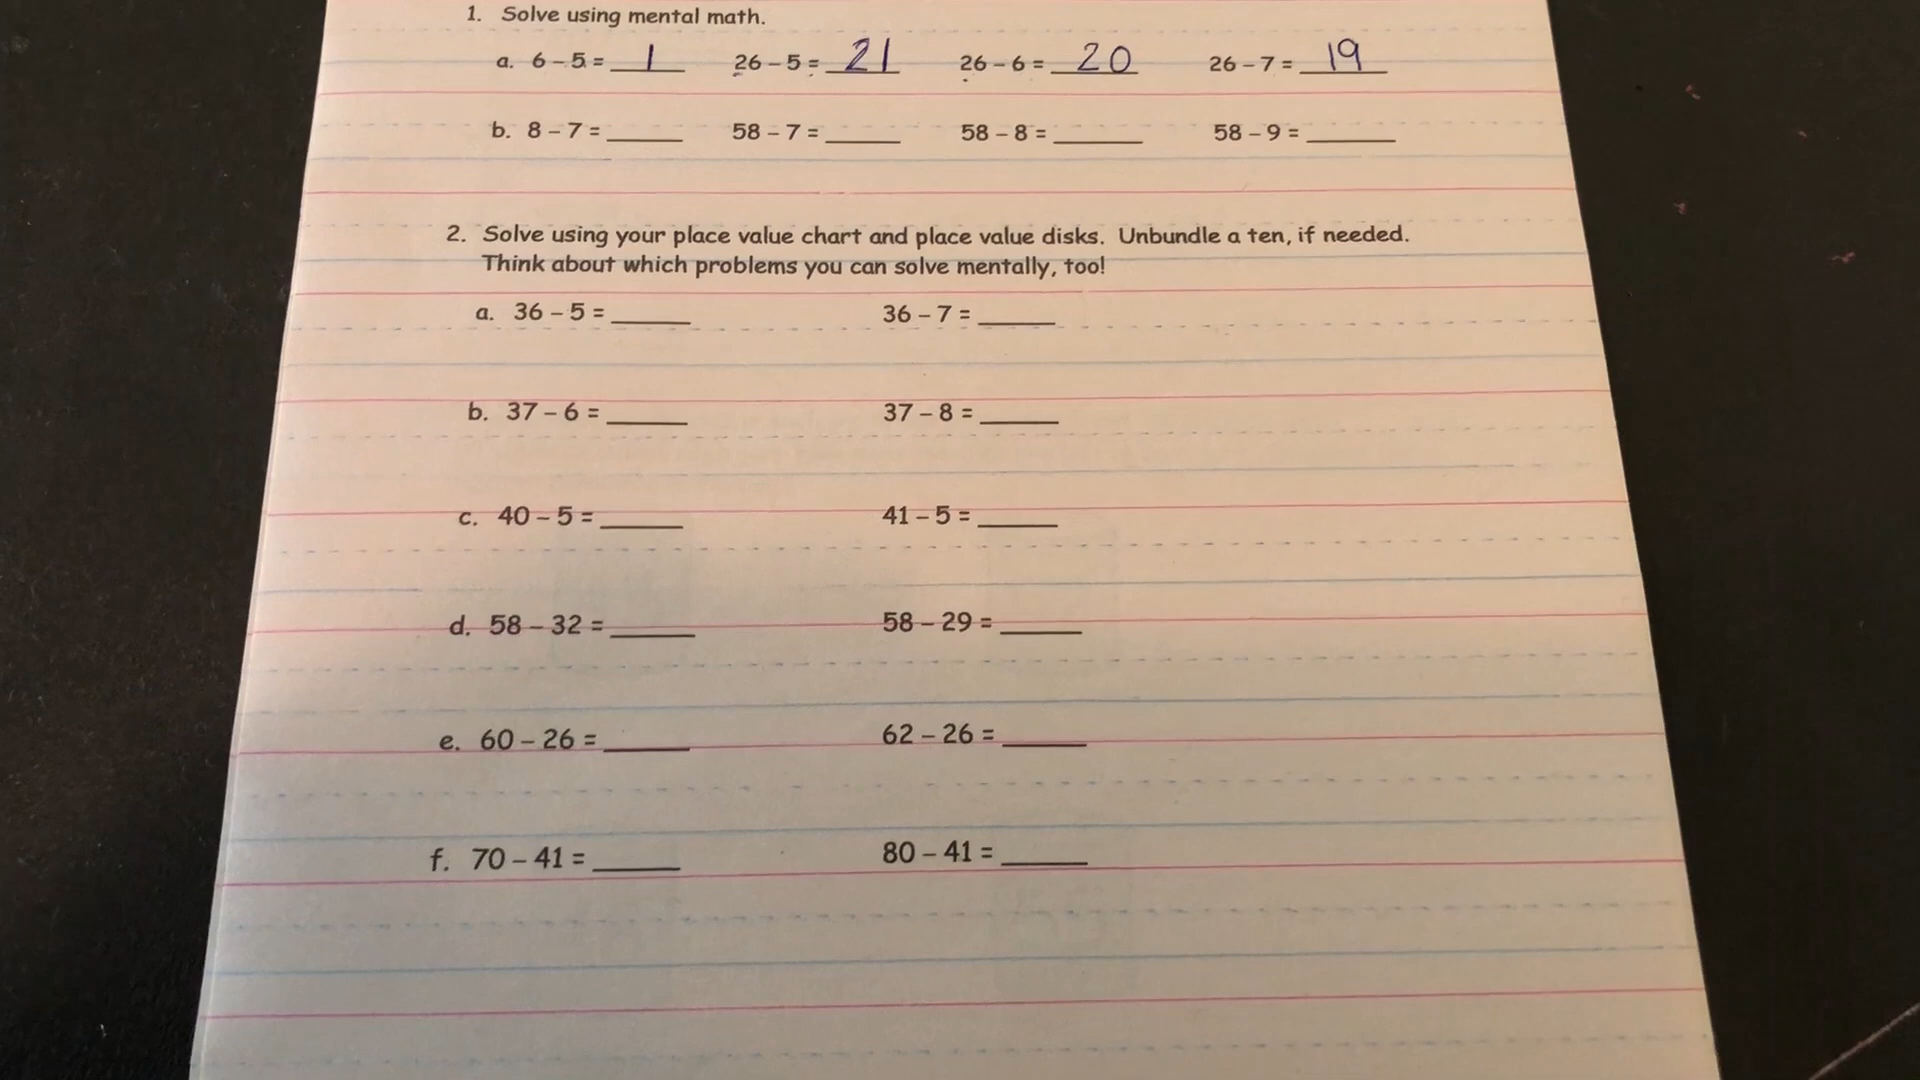 1. Solve using mental math.
a. 6 – 5 = 1 26 – 5 = 21 26 – 6 = 20 26 – 7 = 19
b. 8 – 7 = ____ 58 – 7 = ____ 58 – 8 = ____ 58 – 9 = ____
2. Solve using your place value chart and place value disks. Unbundle a ten, if needed.
Think about which problems you can solve mentally, too!
a. 36 – 5 = ____ 36 – 7 = ____
b. 37 – 6 = ____ 37 – 8 = ____
c. 40 – 5 = ____ 41 – 5 = ____
d. 58 – 32 = ____ 58 – 29 = ____
e. 60 – 26 = ____ 62 – 26 = ____
f. 70 – 41 = ____ 80 – 41 = ____